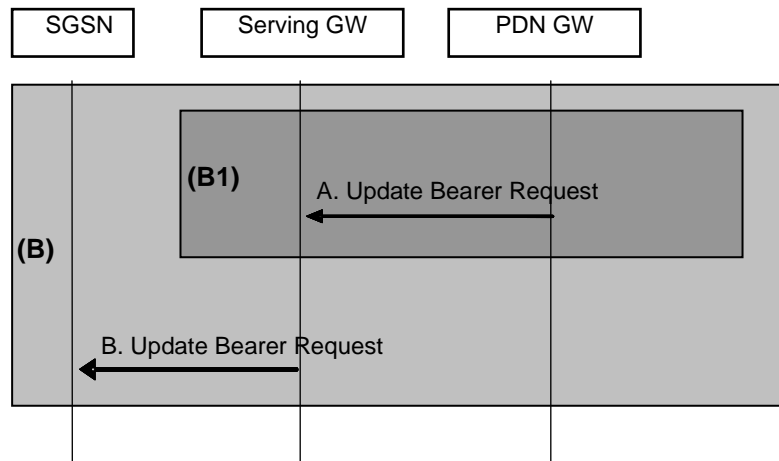 SGSN
Serving GW
PDN GW
(B1)
A. Update Bearer Request
(B)
B. Update Bearer Request